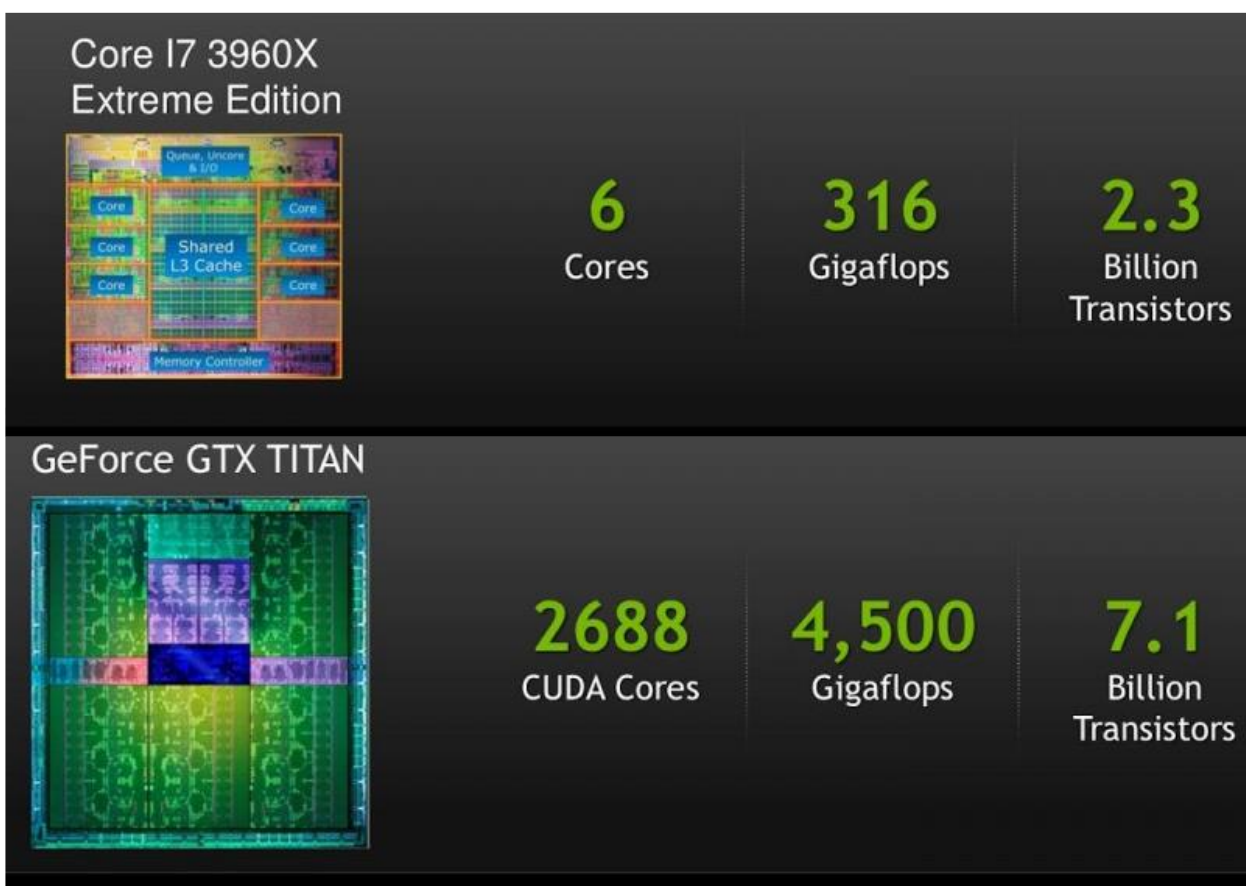 Core I7 3960X
Extreme Edition
Queue, Uncore
& I/O
Core
Core
Core
Shared
L3 Cache
Core
Core
Core
Memory Controller
6
Cores
316
Gigaflops
2.3
Billion
Transistors
GeForce GTX TITAN
2688
CUDA Cores
4,500
Gigaflops
7.1
Billion
Transistors